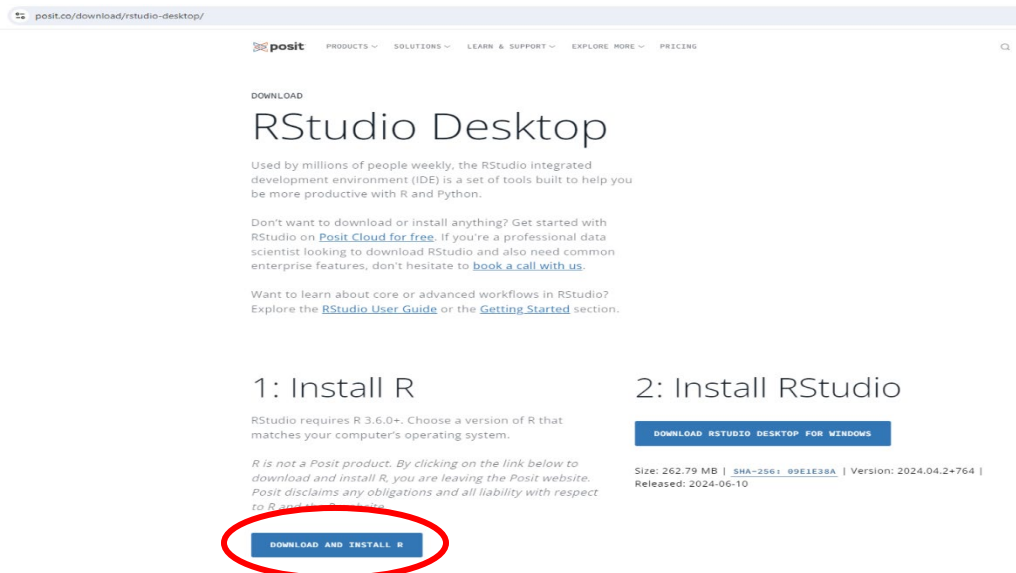 posit.co/download/rstudio-desktop/
posit PRODUCTS SOLUTIONS LEARN & SUPPORT EXPLORE MORE PRICING
DOWNLOAD
RStudio Desktop
Used by millions of people weekly, the RStudio integrated
development environment (IDE) is a set of tools built to help you
be more productive with R and Python.
Don't want to download or install anything? Get started with
RStudio on Posit Cloud for free. If you're a professional data
scientist looking to download RStudio and also need common
enterprise features, don't hesitate to book a call with us.
Want to learn about core or advanced workflows in RStudio?
Explore the RStudio User Guide or the Getting Started section.
1: Install R
RStudio requires R 3.6.0+. Choose a version of R that
matches your computer's operating system.
R is not a Posit product. By clicking on the link below to
download and install R, you are leaving the Posit website.
Posit disclaims any obligations and all liability with respect
to R and the R website.
DOWNLOAD AND INSTALL R
2: Install RStudio
DOWNLOAD RSTUDIO DESKTOP FOR WINDOWS
Size: 262.79 MB | SHA-256: 09E1E38A | Version: 2024.04.2+764 |
Released: 2024-06-10